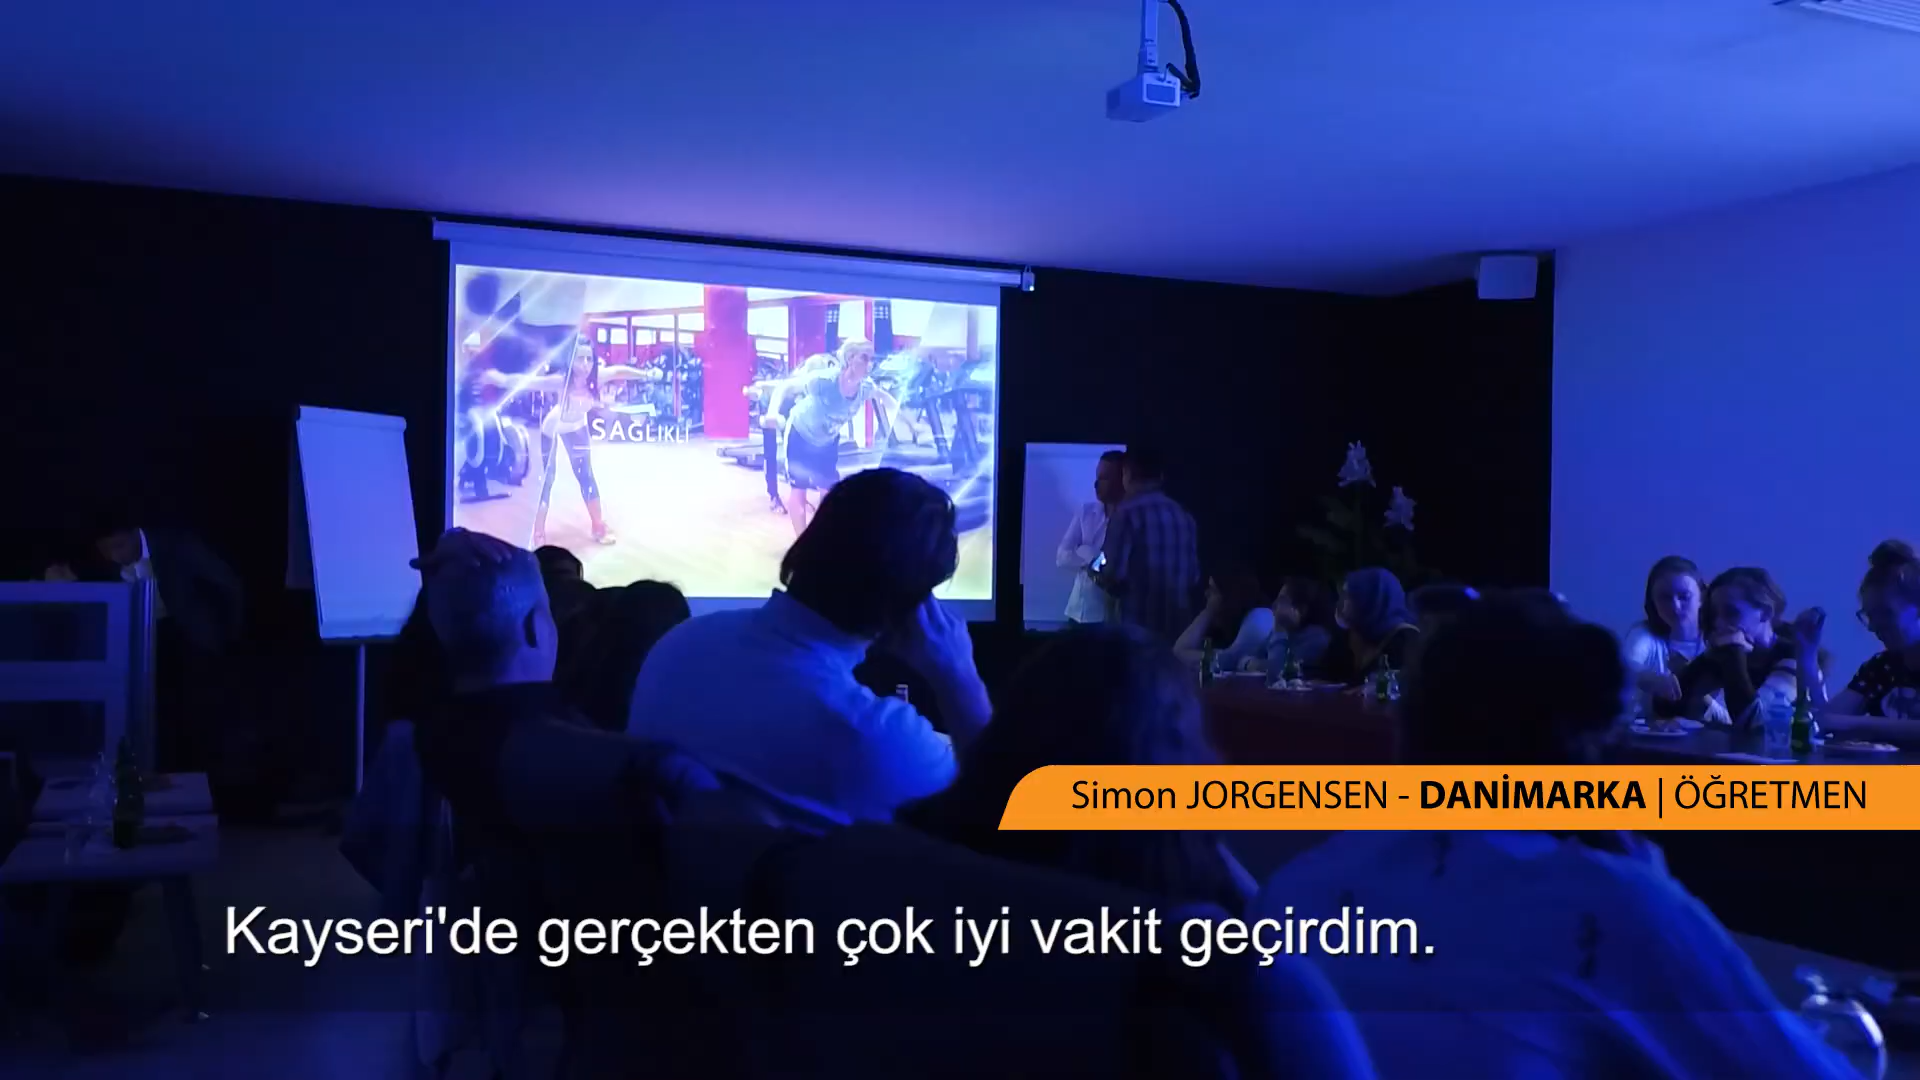 SAĞLIKLI
Simon JORGENSEN - DANİMARKA | ÖĞRETMEN
Kayseri'de gerçekten çok iyi vakit geçirdim.